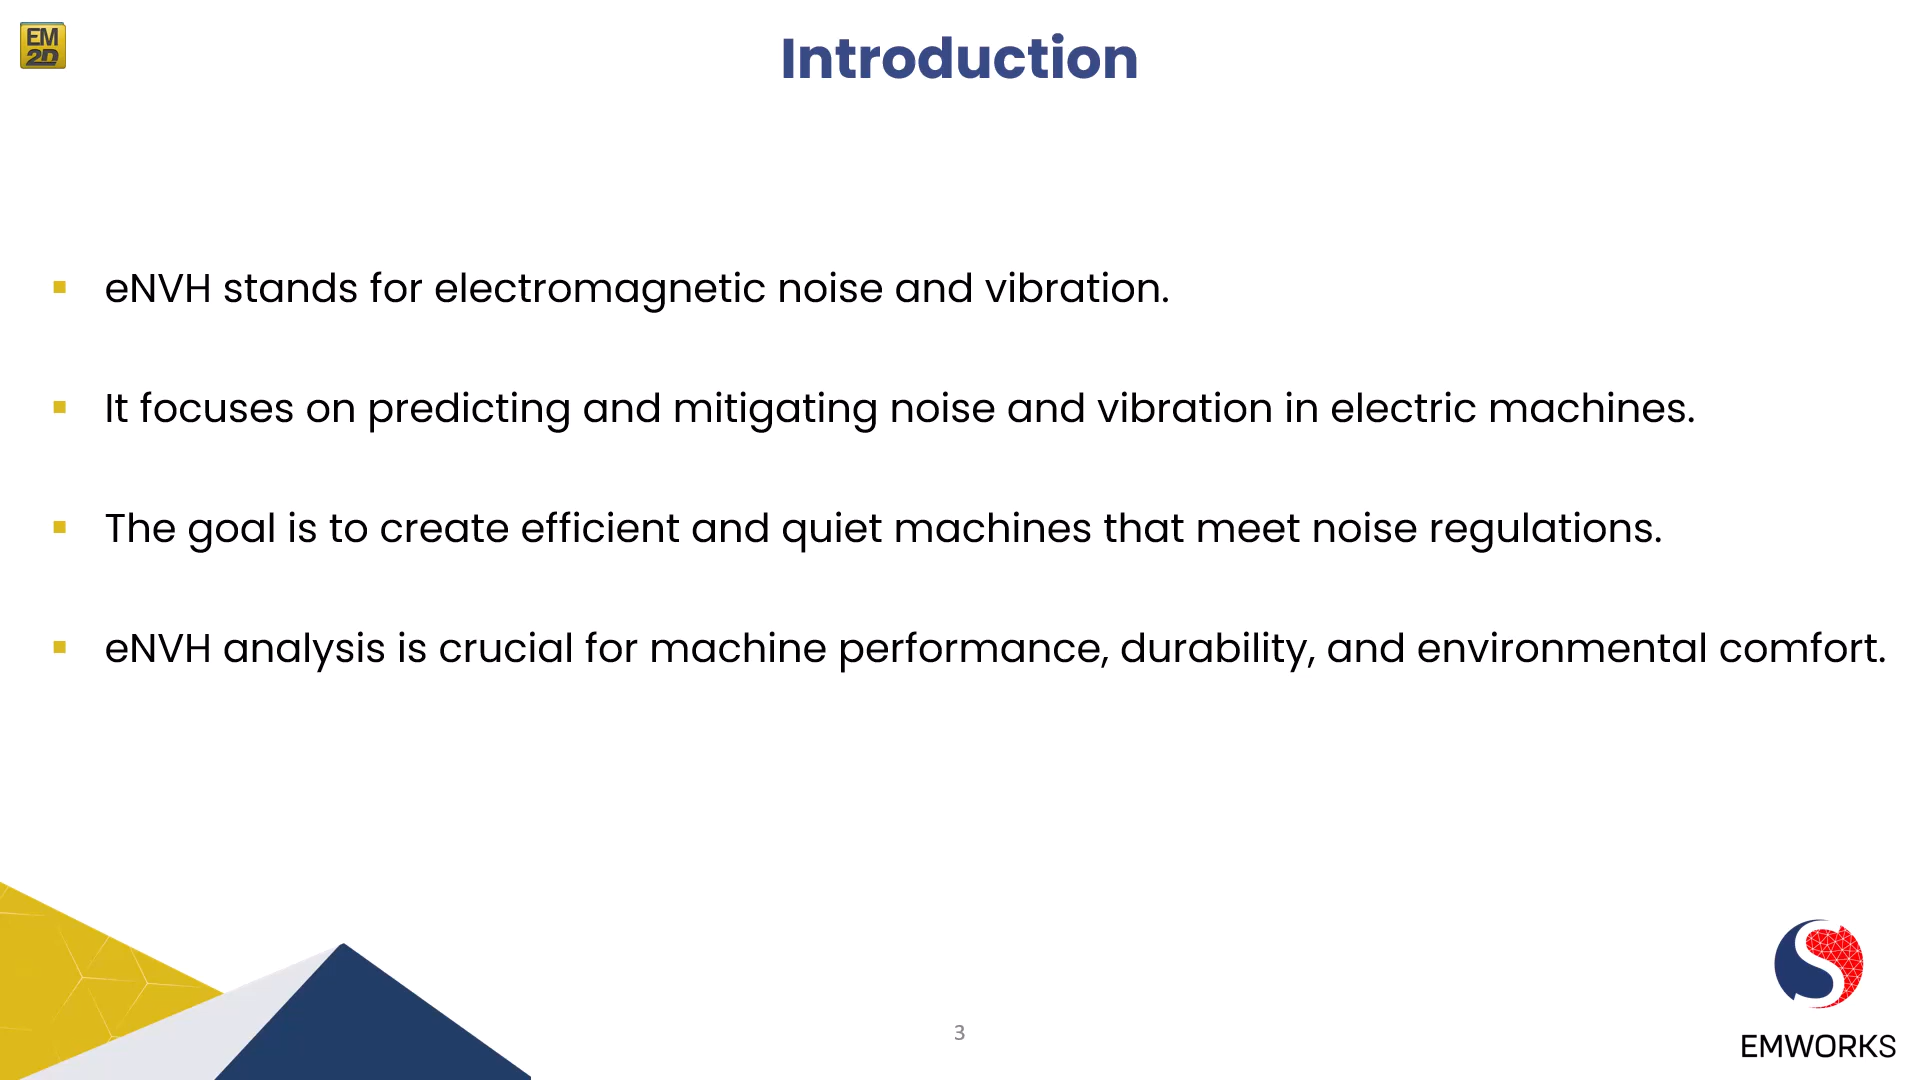 EM
2D
Introduction
▪ eNVH stands for electromagnetic noise and vibration.
▪ It focuses on predicting and mitigating noise and vibration in electric machines.
▪ The goal is to create efficient and quiet machines that meet noise regulations.
▪ eNVH analysis is crucial for machine performance, durability, and environmental comfort.
3
EMWORKS